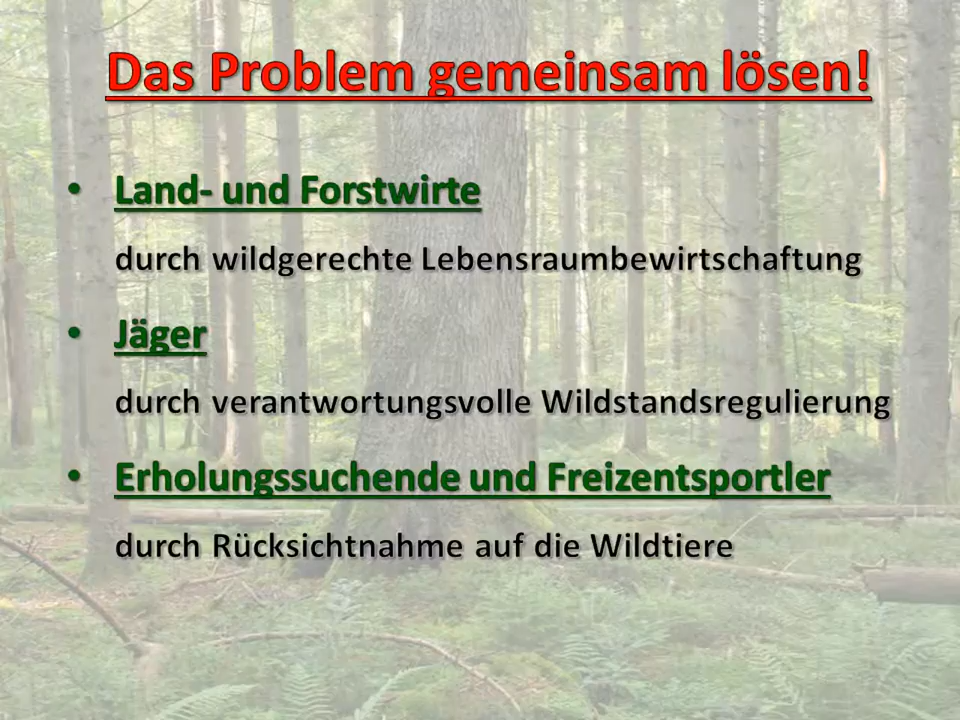 Das Problem gemeinsam lösen!
• Land- und Forstwirte
durch wildgerechte Lebensraumbewirtschaftung
• Jäger
durch verantwortungsvolle Wildstandsregulierung
• Erholungssuchende und Freizentsportler
durch Rücksichtnahme auf die Wildtiere